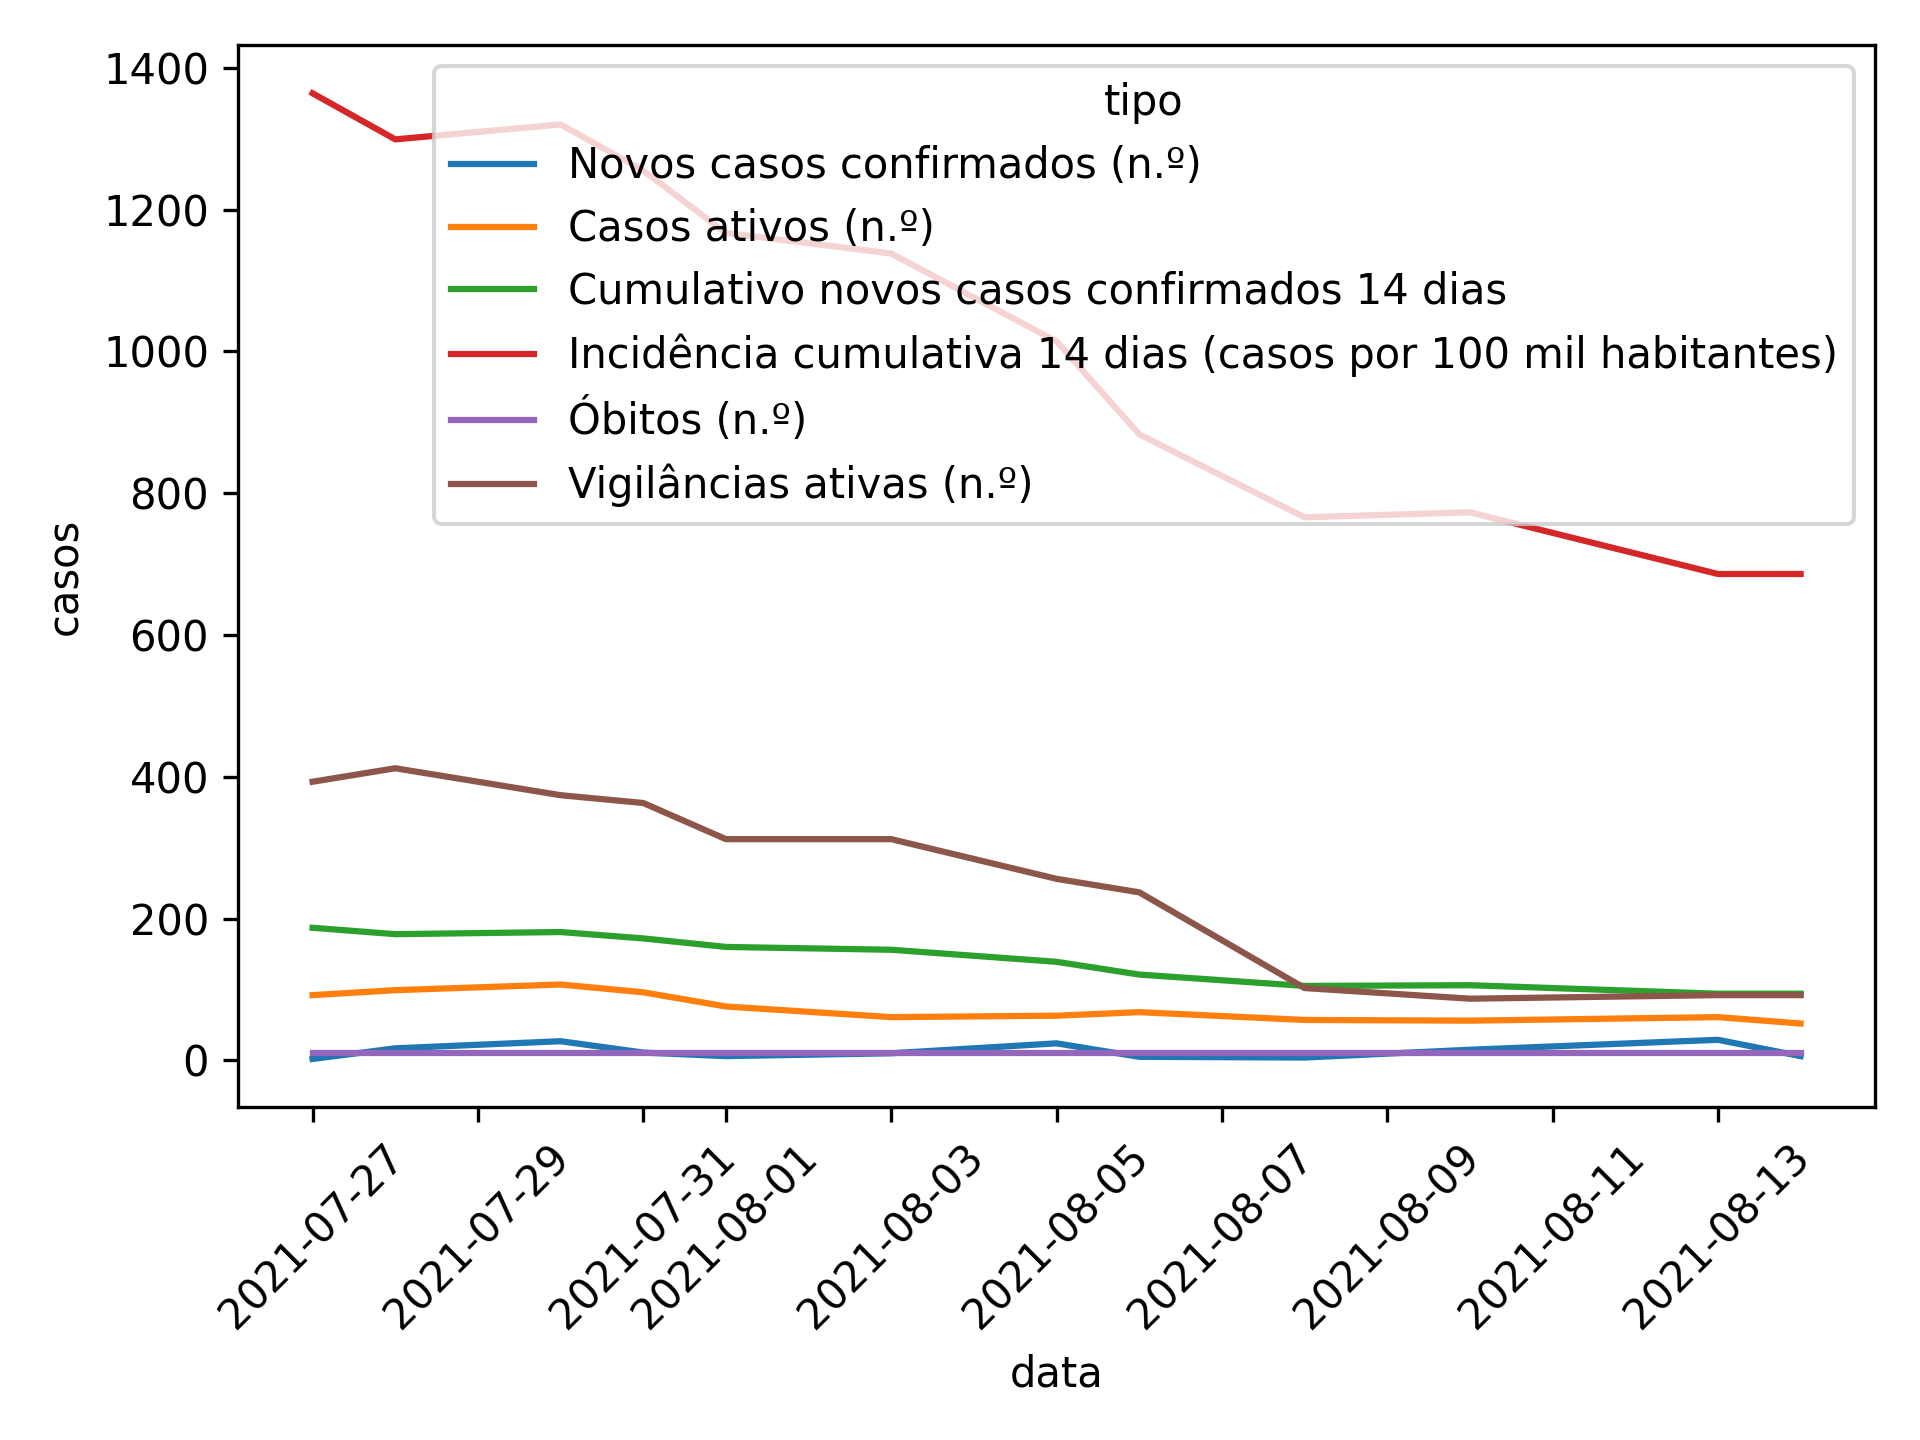 1400
1200
1000
800
600
400
200
0
casos
tipo
Novos casos confirmados (n.º)
Casos ativos (n.º)
Cumulativo novos casos confirmados 14 dias
Incidência cumulativa 14 dias (casos por 100 mil habitantes)
Óbitos (n.º)
Vigilâncias ativas (n.º)
2021-07-27
2021-07-29
2021-07-31
2021-08-01
2021-08-03
2021-08-05
2021-08-07
2021-08-09
2021-08-11
2021-08-13
data